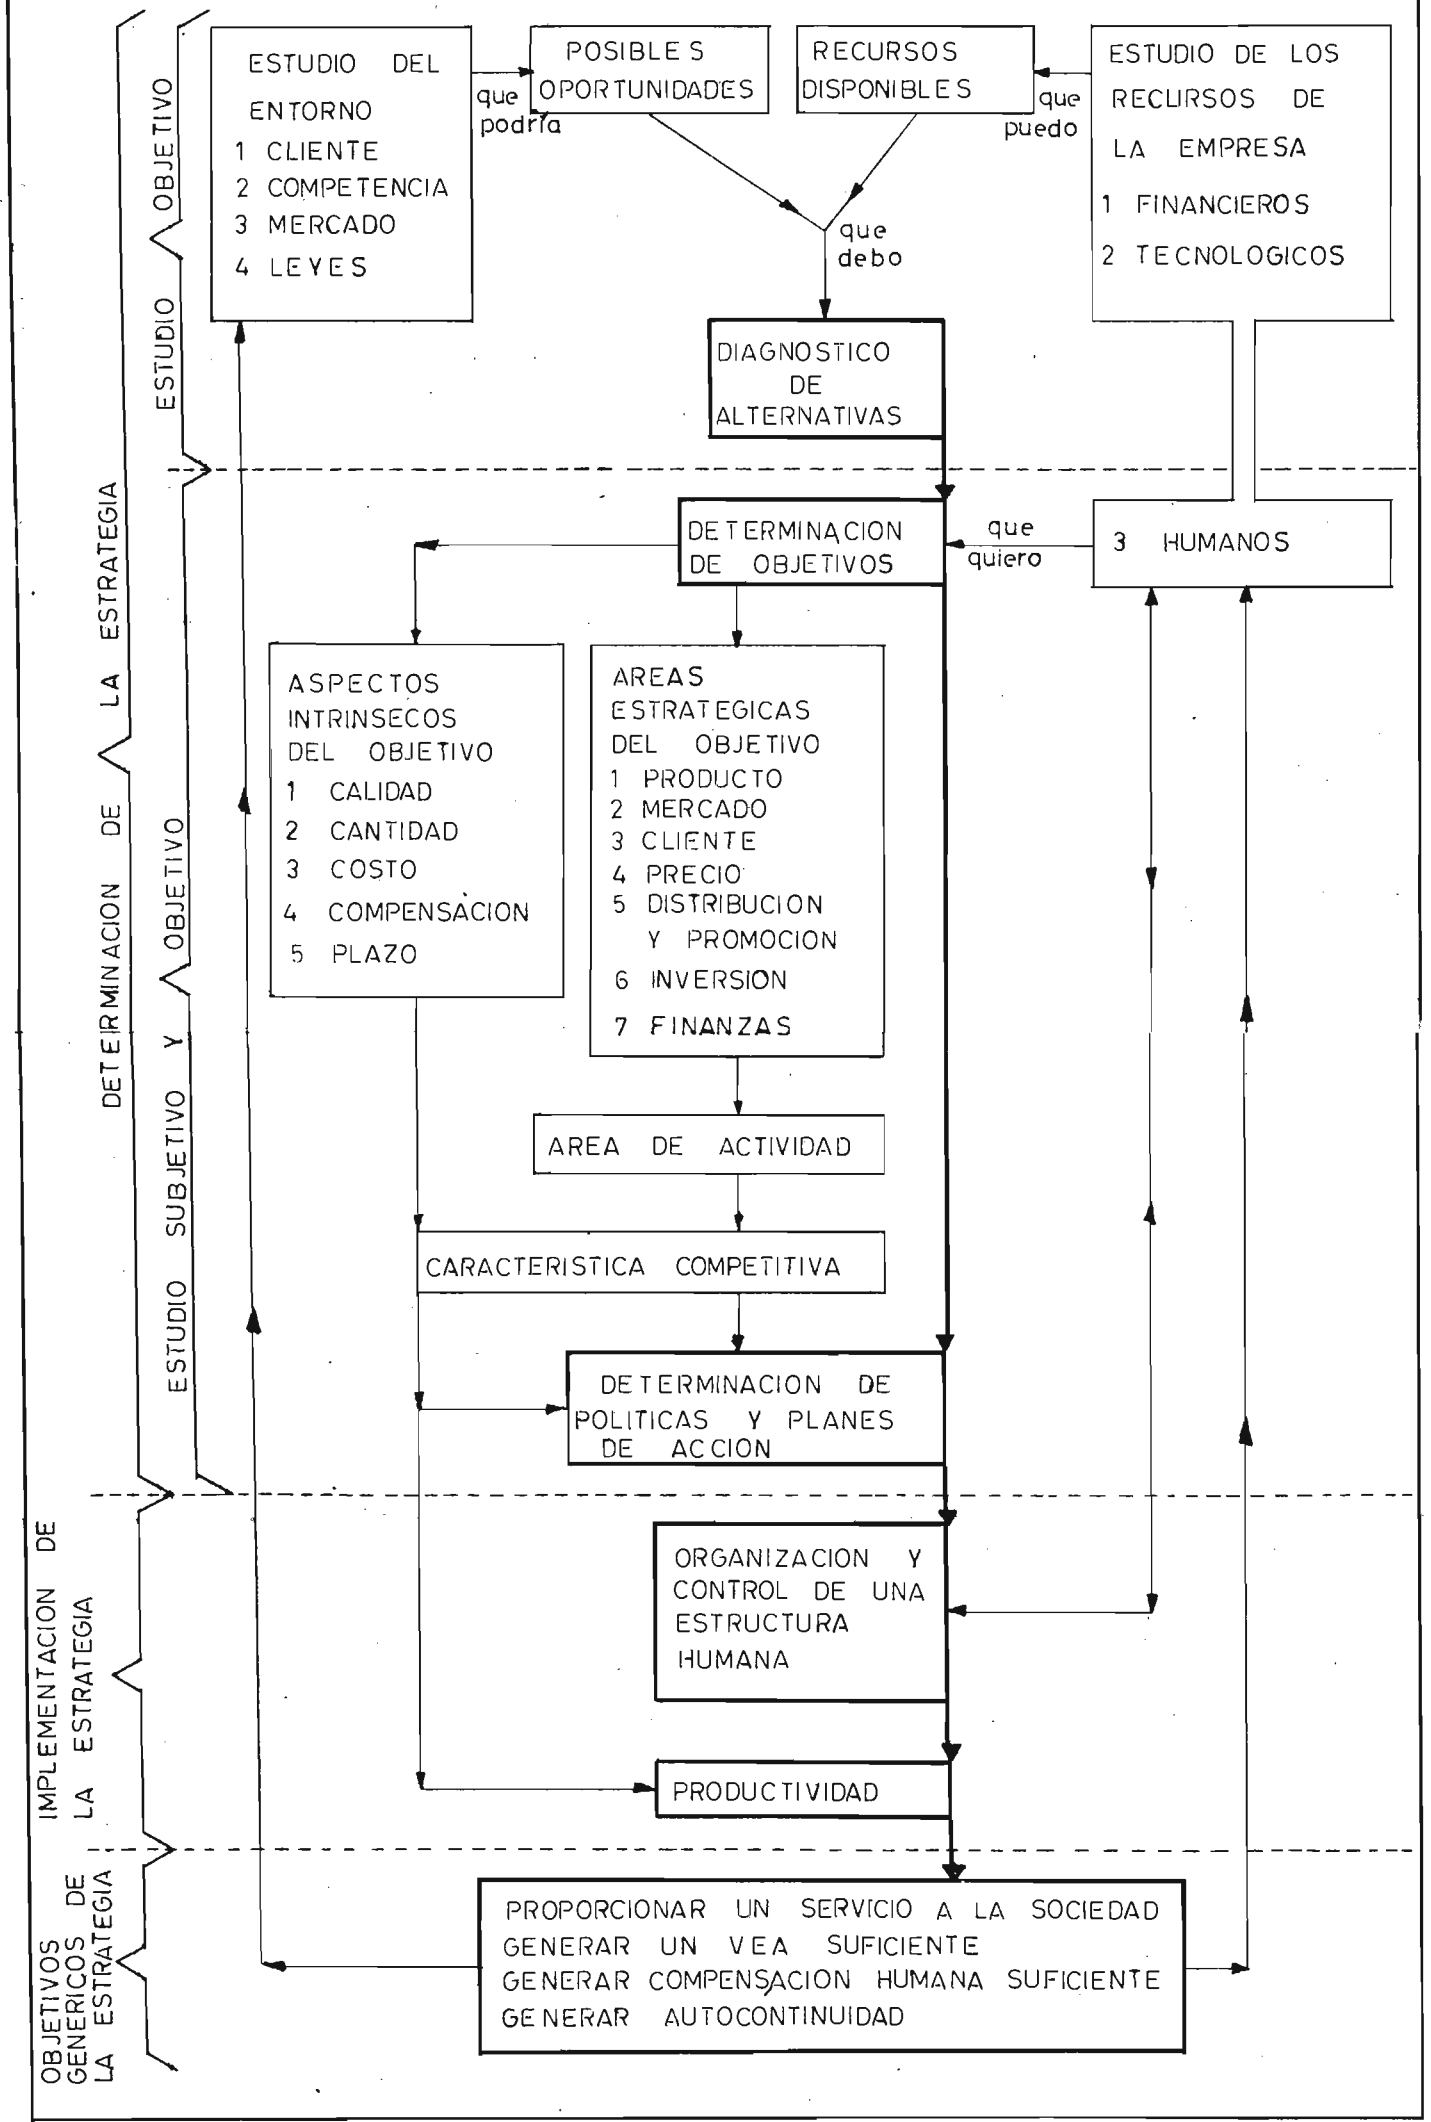 ESTUDIO DEL
ENTORNO
1 CLIENTE
2 COMPETENCIA
3 MERCADO
4 LEYES
que
podría
POSIBLES
OPORTUNIDADES
RECURSOS
DISPONIBLES
que
puedo
ESTUDIO DE LOS
RECURSOS DE
LA EMPRESA
1 FINANCIEROS
2 TECNOLOGICOS
que
debo
DIAGNOSTICO
DE
ALTERNATIVAS
DETERMINACION
DE OBJETIVOS
que
quiero
3 HUMANOS
ASPECTOS
INTRINSECOS
DEL OBJETIVO
1 CALIDAD
2 CANTIDAD
3 COSTO
4 COMPENSACION
5 PLAZO
AREAS
ESTRATEGICAS
DEL OBJETIVO
1 PRODUCTO
2 MERCADO
3 CLIENTE
4 PRECIO
5 DISTRIBUCION
Y PROMOCION
6 INVERSION
7 FINANZAS
AREA DE ACTIVIDAD
CARACTERISTICA COMPETITIVA
DETERMINACION DE
POLITICAS Y PLANES
DE ACCION
ORGANIZACION Y
CONTROL DE UNA
ESTRUCTURA
HUMANA
PRODUCTIVIDAD
PROPORCIONAR UN SERVICIO A LA SOCIEDAD
GENERAR UN VEA SUFICIENTE
GENERAR COMPENSACION HUMANA SUFICIENTE
GENERAR AUTOCONTINUIDAD
ESTUDIO OBJETIVO
ESTUDIO SUBJETIVO Y OBJETIVO
DETERMINACION DE LA ESTRATEGIA
IMPLEMENTACION DE
LA ESTRATEGIA
OBJETIVOS
GENERICOS DE
LA ESTRATEGIA